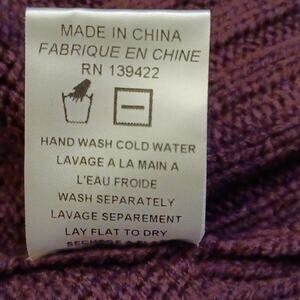 MADE IN CHINA
FABRIQUE EN CHINE
RN 139422
HAND WASH COLD WATER
LAVAGE A LA MAIN A
L'EAU FROIDE
WASH SEPARATELY
LAVAGE SEPAREMENT
LAY FLAT TO DRY